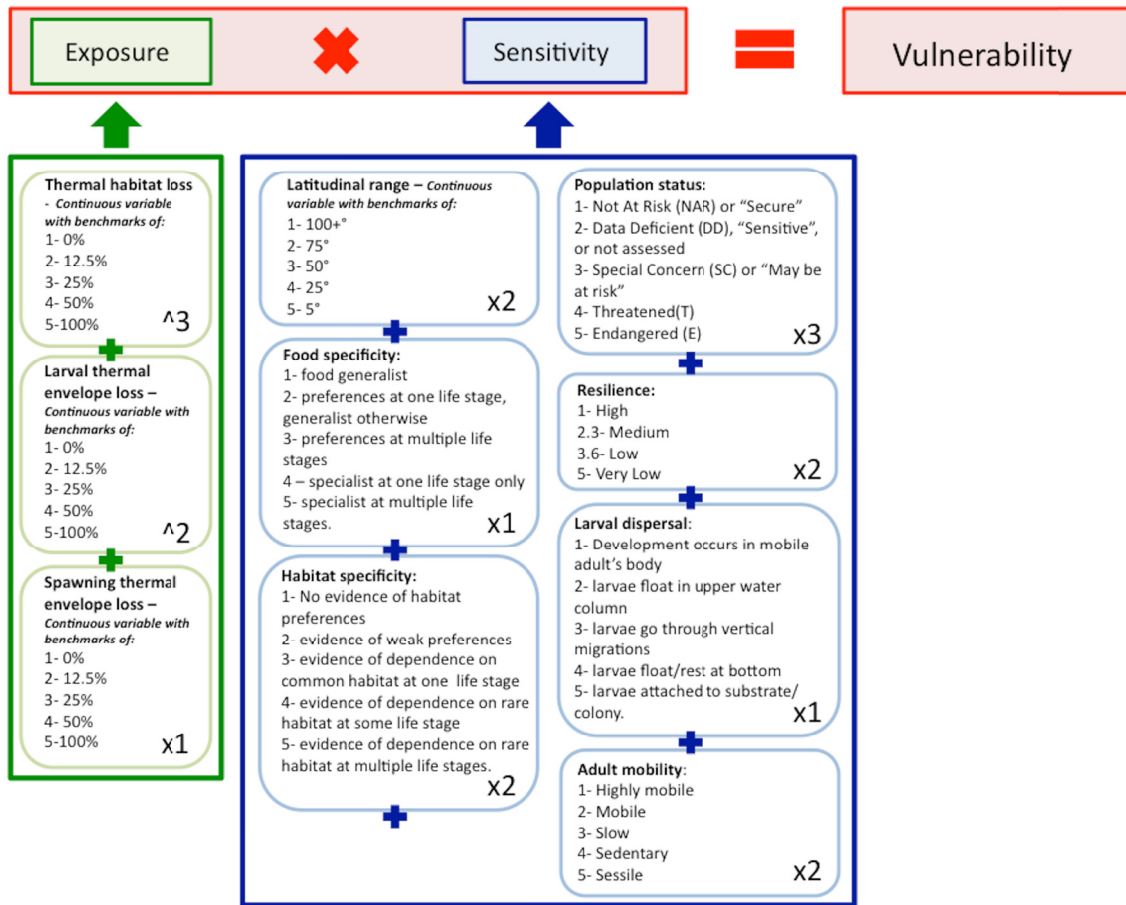 Exposure
Sensitivity
Vulnerability
Thermal habitat loss
- Continuous variable
with benchmarks of:
1- 0%
2- 12.5%
3- 25%
4- 50%
5-100%
^3
Larval thermal
envelope loss –
Continuous variable with
benchmarks of:
1- 0%
2- 12.5%
3- 25%
4- 50%
5-100%
^2
Spawning thermal
envelope loss –
Continuous variable with
benchmarks of:
1- 0%
2- 12.5%
3- 25%
4- 50%
5-100%
x1
Latitudinal range – Continuous
variable with benchmarks of:
1- 100+°
2- 75°
3- 50°
4- 25°
5- 5°
x2
Food specificity:
1- food generalist
2- preferences at one life stage,
generalist otherwise
3- preferences at multiple life
stages
4 – specialist at one life stage only
5- specialist at multiple life
stages.
x1
Habitat specificity:
1- No evidence of habitat
preferences
2- evidence of weak preferences
3- evidence of dependence on
common habitat at one life stage
4- evidence of dependence on rare
habitat at some life stage
5- evidence of dependence on rare
habitat at multiple life stages.
x2
Population status:
1- Not At Risk (NAR) or “Secure”
2- Data Deficient (DD), “Sensitive”,
or not assessed
3- Special Concern (SC) or “May be
at risk”
4- Threatened(T)
5- Endangered (E)
x3
Resilience:
1- High
2.3- Medium
3.6- Low
5- Very Low
x2
Larval dispersal:
1- Development occurs in mobile
adult’s body
2- larvae float in upper water
column
3- larvae go through vertical
migrations
4- larvae float/rest at bottom
5- larvae attached to substrate/
colony.
x1
Adult mobility:
1- Highly mobile
2- Mobile
3- Slow
4- Sedentary
5- Sessile
x2